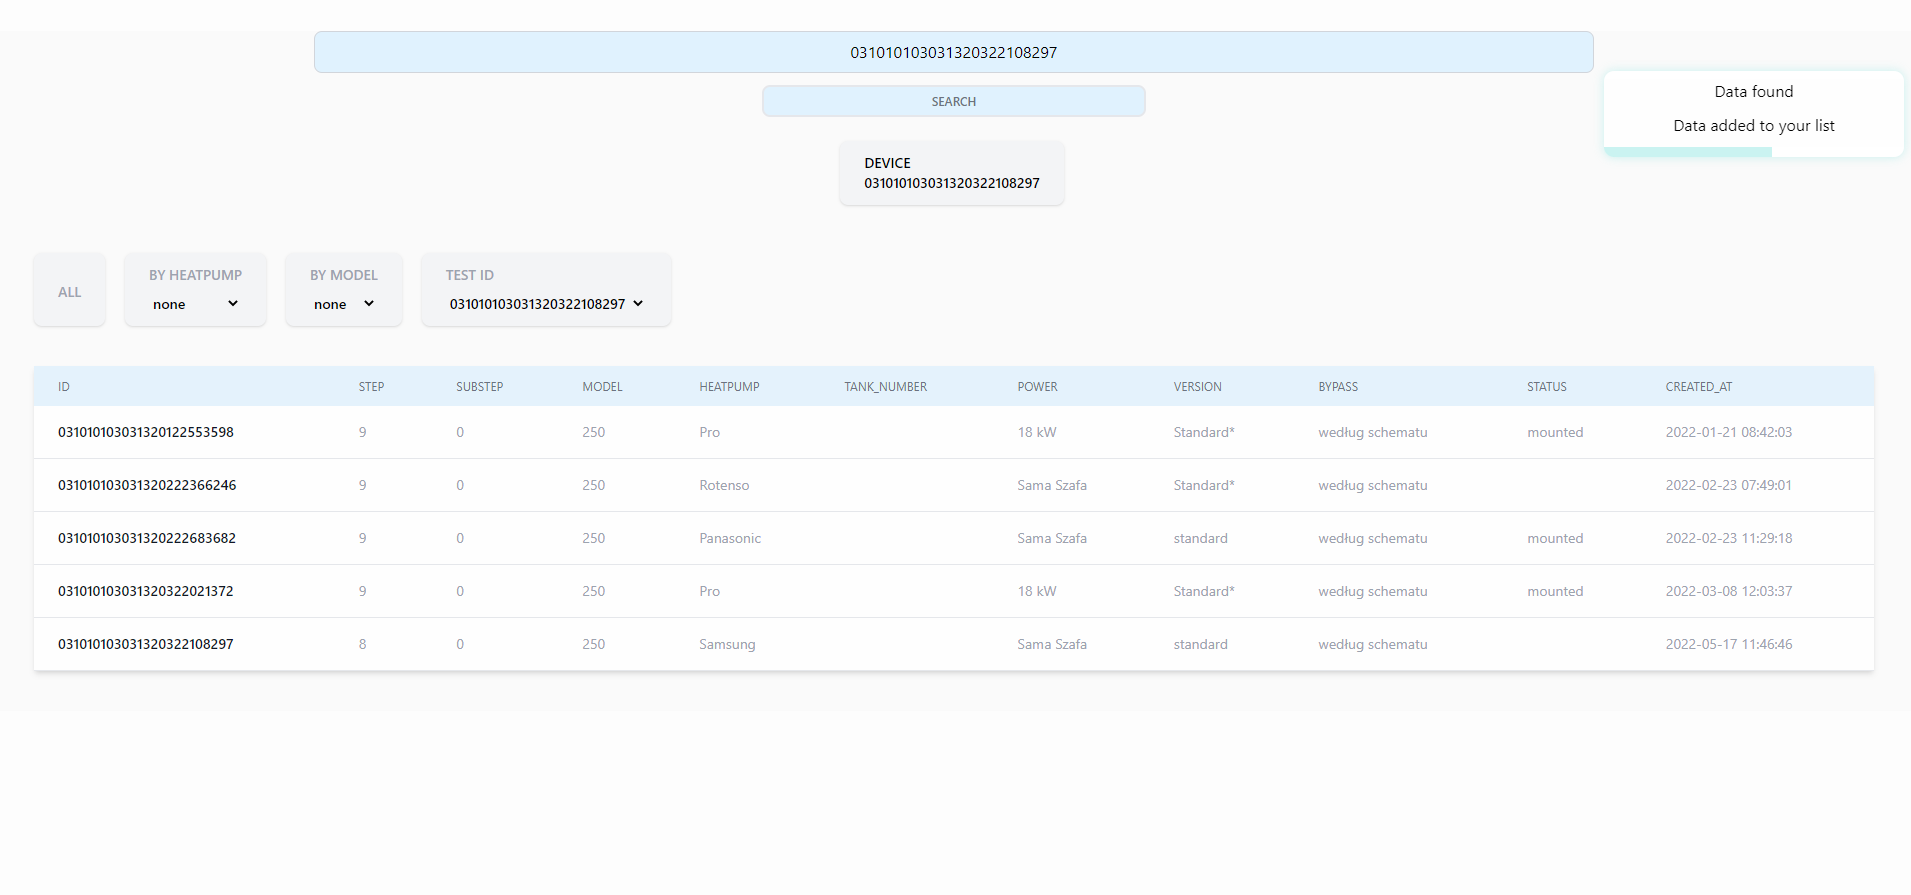 031010103031320322108297
SEARCH
Data found
Data added to your list
DEVICE
031010103031320322108297
ALL
BY HEATPUMP
none
BY MODEL
none
TEST ID
031010103031320322108297
ID STEP SUBSTEP MODEL HEATPUMP TANK_NUMBER POWER VERSION BYPASS STATUS CREATED_AT
031010103031320122553598 9 0 250 Pro 18 kW Standard* według schematu mounted 2022-01-21 08:42:03
031010103031320222366246 9 0 250 Rotenso Sama Szafa Standard* według schematu 2022-02-23 07:49:01
031010103031320222683682 9 0 250 Panasonic Sama Szafa standard według schematu mounted 2022-02-23 11:29:18
031010103031320322021372 9 0 250 Pro 18 kW Standard* według schematu mounted 2022-03-08 12:03:37
031010103031320322108297 8 0 250 Samsung Sama Szafa standard według schematu 2022-05-17 11:46:46